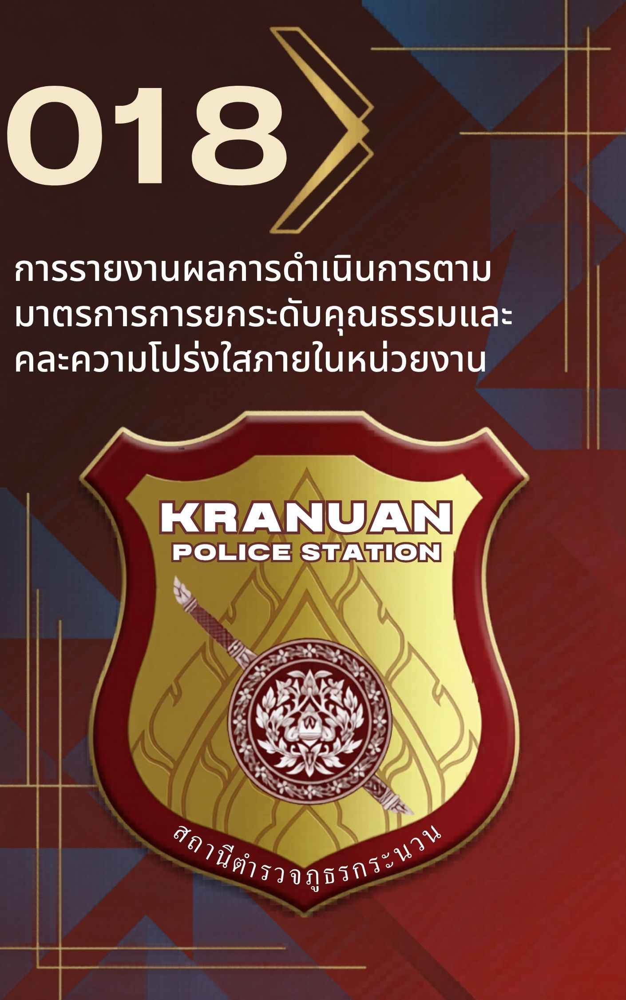 O18
การรายงานผลการดำเนินการตาม
มาตรการการยกระดับคุณธรรมและ
คละความโปร่งใสภายในหน่วยงาน
KRANUAN
POLICE STATION
สถานีตำรวจภูธรกระนวน